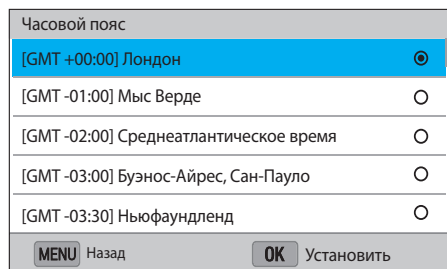 Часовой пояс
[GMT +00:00] Лондон
[GMT -01:00] Мыс Верде
[GMT -02:00] Среднеатлантическое время
[GMT -03:00] Буэнос-Айрес, Сан-Пауло
[GMT -03:30] Ньюфаундленд
MENU Назад OK Установить